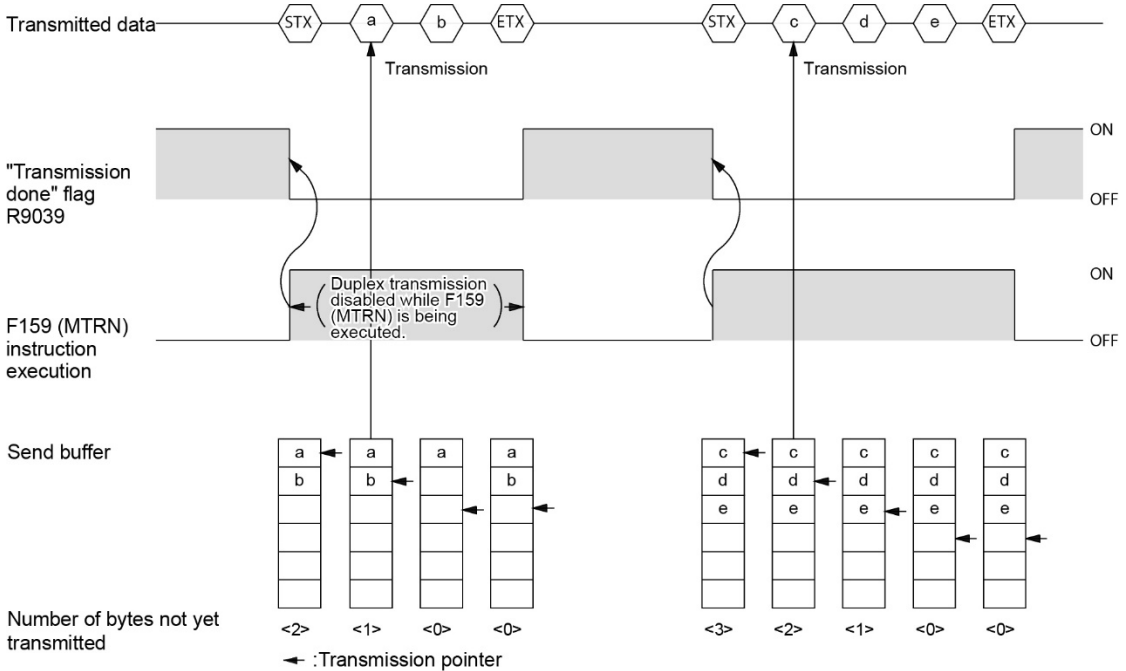 Transmitted data
STX a b ETX STX c d e ETX
Transmission Transmission
ON
"Transmission
done" flag
R9039
OFF
Duplex transmission
disabled while F159
(MTRN) is being
executed.
ON
F159 (MTRN)
instruction
execution
OFF
Send buffer
a a a a c c c c c
b b b d d d d d
e e e e e
Number of bytes not yet
transmitted
<2> <1> <0> <0> <3> <2> <1> <0> <0>
:Transmission pointer